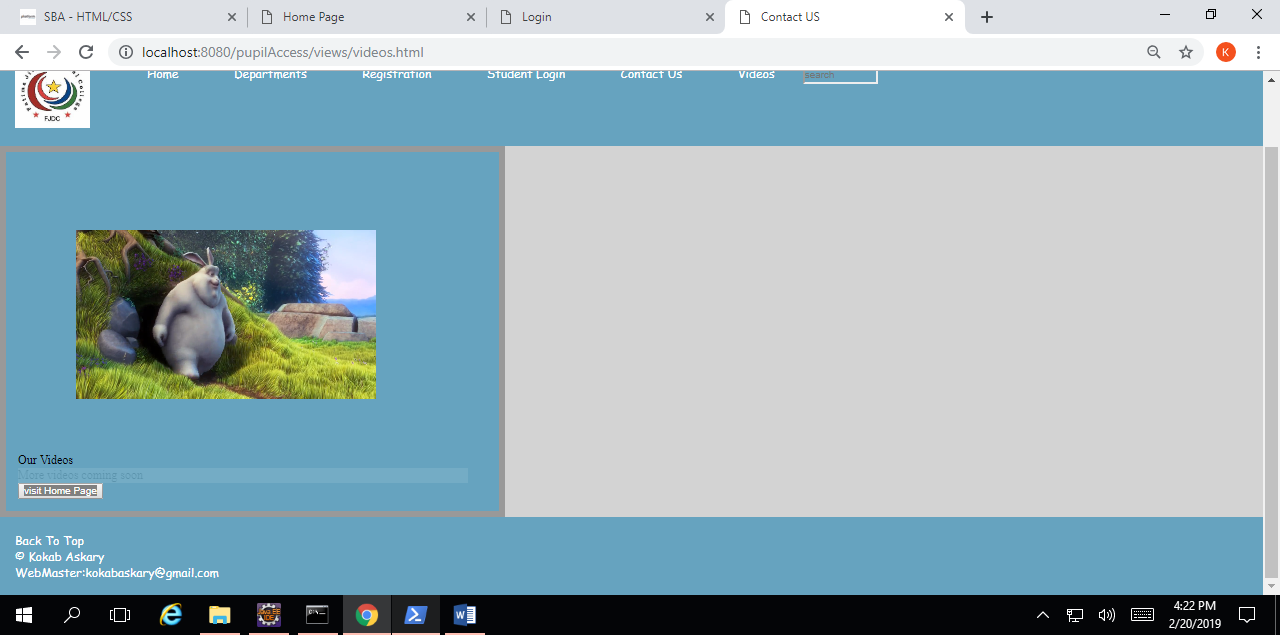 SBA - HTML/CSS
Home Page
Login
Contact US
localhost:8080/pupilAccess/views/videos.html
K
Home Departments Registration Student Login Contact Us Videos search
FJDC
Our Videos
More videos coming soon
visit Home Page
Back To Top
© Kokab Askary
WebMaster:kokabaskary@gmail.com
4:22 PM
2/20/2019